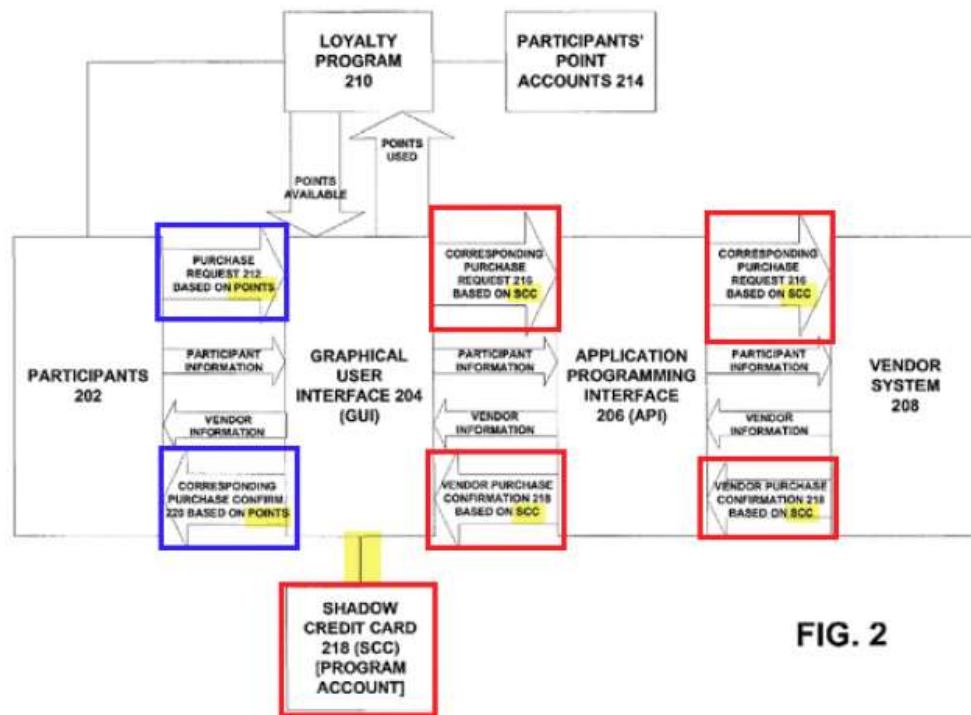 LOYALTY
PROGRAM
210
PARTICIPANTS'
POINT
ACCOUNTS 214
POINTS
AVAILABLE
POINTS
USED
PURCHASE
REQUEST 212
BASED ON POINTS
CORRESPONDING
PURCHASE
REQUEST 216
BASED ON SCC
CORRESPONDING
PURCHASE
REQUEST 216
BASED ON SCC
PARTICIPANTS
202
PARTICIPANT
INFORMATION
VENDOR
INFORMATION
GRAPHICAL
USER
INTERFACE 204
(GUI)
PARTICIPANT
INFORMATION
VENDOR
INFORMATION
APPLICATION
PROGRAMMING
INTERFACE
206 (API)
PARTICIPANT
INFORMATION
VENDOR
INFORMATION
VENDOR
SYSTEM
208
CORRESPONDING
PURCHASE CONFIRM.
220 BASED ON POINTS
VENDOR PURCHASE
CONFIRMATION 218
BASED ON SCC
VENDOR PURCHASE
CONFIRMATION 218
BASED ON SCC
SHADOW
CREDIT CARD
218 (SCC)
[PROGRAM
ACCOUNT]
FIG. 2